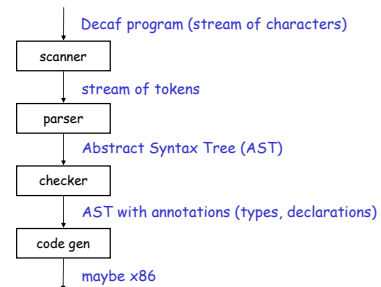 Decaf program (stream of characters)
scanner
stream of tokens
parser
Abstract Syntax Tree (AST)
checker
AST with annotations (types, declarations)
code gen
maybe x86